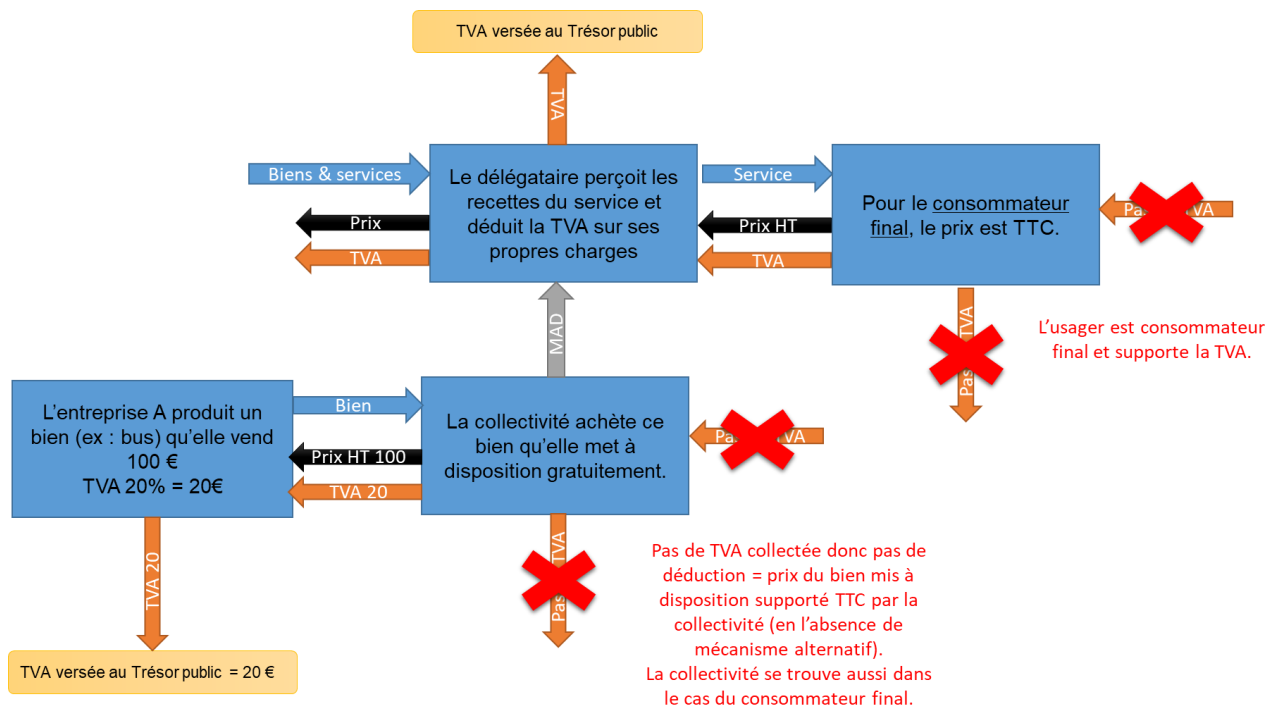 TVA versée au Trésor public
TVA
Biens & services
Prix
TVA
Le délégataire perçoit les
recettes du service et
déduit la TVA sur ses
propres charges
Service
Prix HT
TVA
Pour le consommateur
final, le prix est TTC.
TVA
TVA
Pas
L'usager est consommateur
final et supporte la TVA.
MAD
L'entreprise A produit un
bien (ex : bus) qu'elle vend
100 €
TVA 20% = 20€
Bien
Prix HT 100
TVA 20
La collectivité achète ce
bien qu'elle met à
disposition gratuitement.
TVA
TVA
TVA 20
TVA versée au Trésor public = 20 €
Pas de TVA collectée donc pas de
déduction = prix du bien mis à
disposition supporté TTC par la
collectivité (en l'absence de
mécanisme alternatif).
La collectivité se trouve aussi dans
le cas du consommateur final.